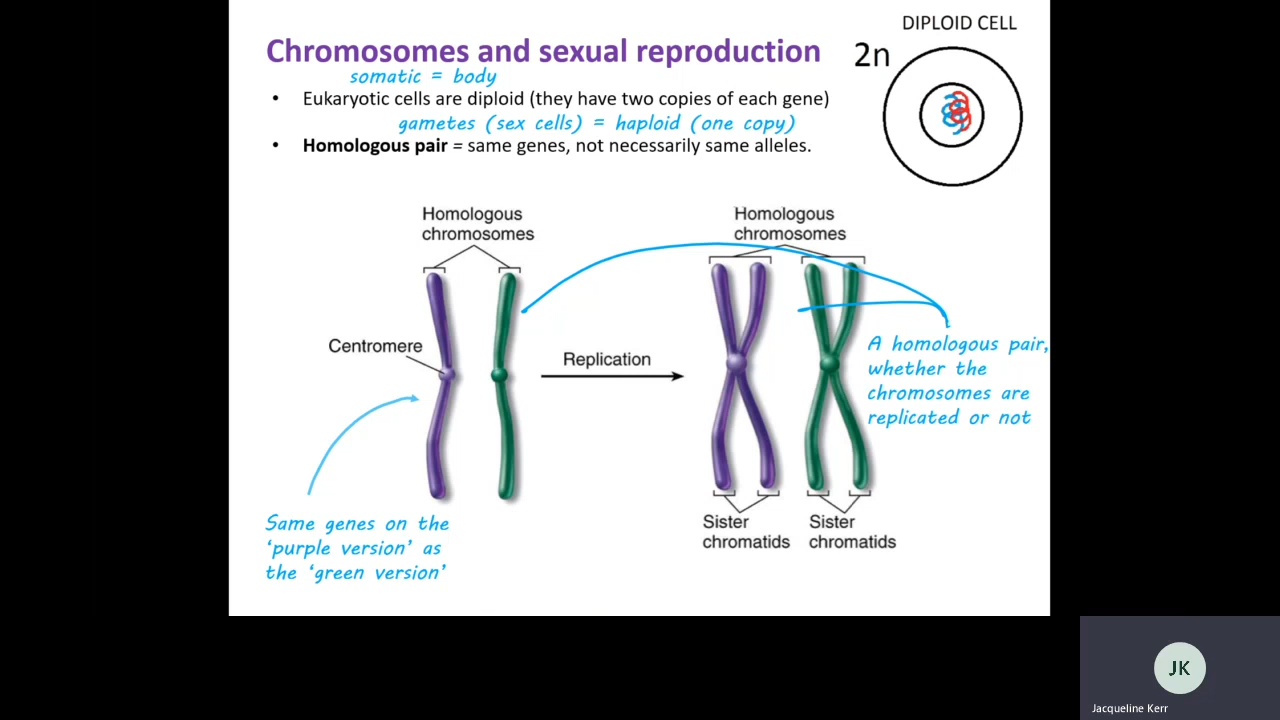 DIPLOID CELL
Chromosomes and sexual reproduction
2n
somatic = body
• Eukaryotic cells are diploid (they have two copies of each gene)
gametes (sex cells) = haploid (one copy)
• Homologous pair = same genes, not necessarily same alleles.
Homologous
chromosomes
Homologous
chromosomes
Centromere
Replication
A homologous pair,
whether the
chromosomes are
replicated or not
Same genes on the
‘purple version’ as
the ‘green version’
Sister
chromatids
Sister
chromatids
JK
Jacqueline Kerr